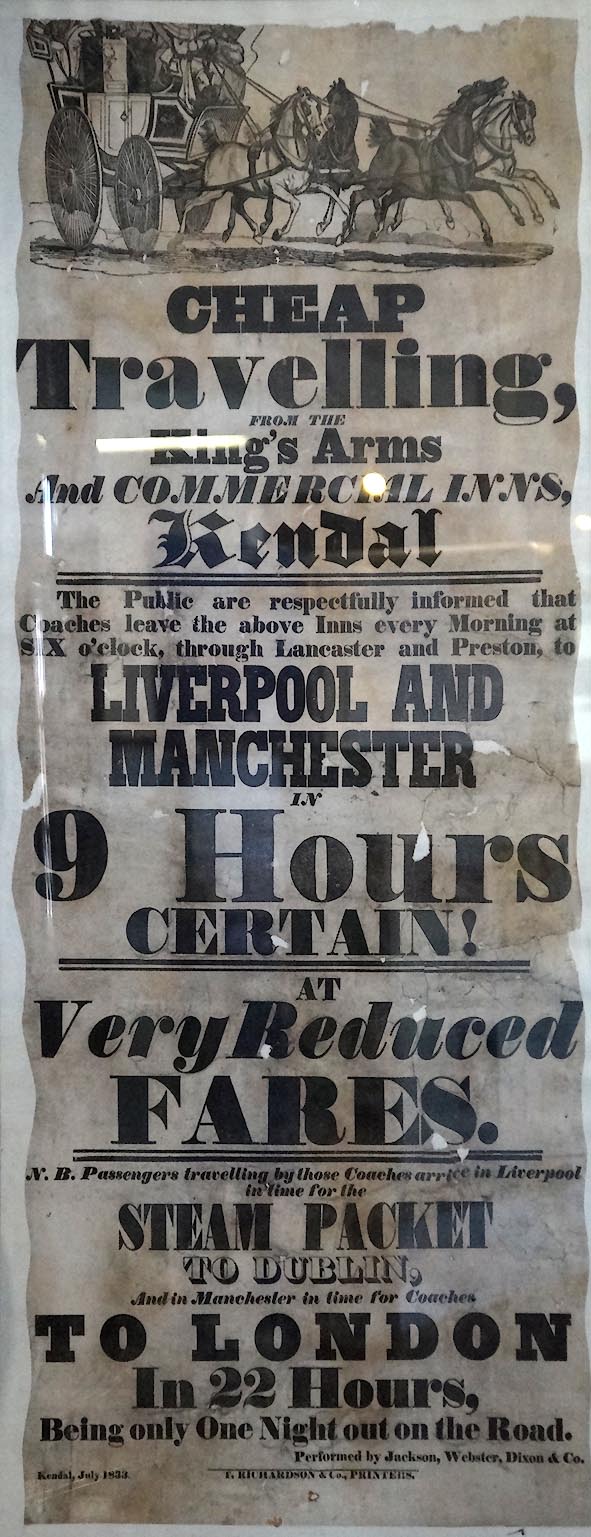 CHEAP
Travelling,
FROM THE
King's Arms
And COMMERCIAL INNS,
Kendal
The Public are respectfully informed that
Coaches leave the above Inns every Morning at
SIX o'clock, through Lancaster and Preston, to
LIVERPOOL AND
MANCHESTER
IN
9 Hours
CERTAIN!
AT
Very Reduced
FARES.
N. B. Passengers travelling by those Coaches arrive in Liverpool
in time for the
STEAM PACKET
TO DUBLIN,
And in Manchester in time for Coaches
TO LONDON
In 22 Hours,
Being only One Night out on the Road.
Performed by Jackson, Webster, Dixon & Co.
Kendal, July 1833.
T. RICHARDSON & Co., PRINTERS.